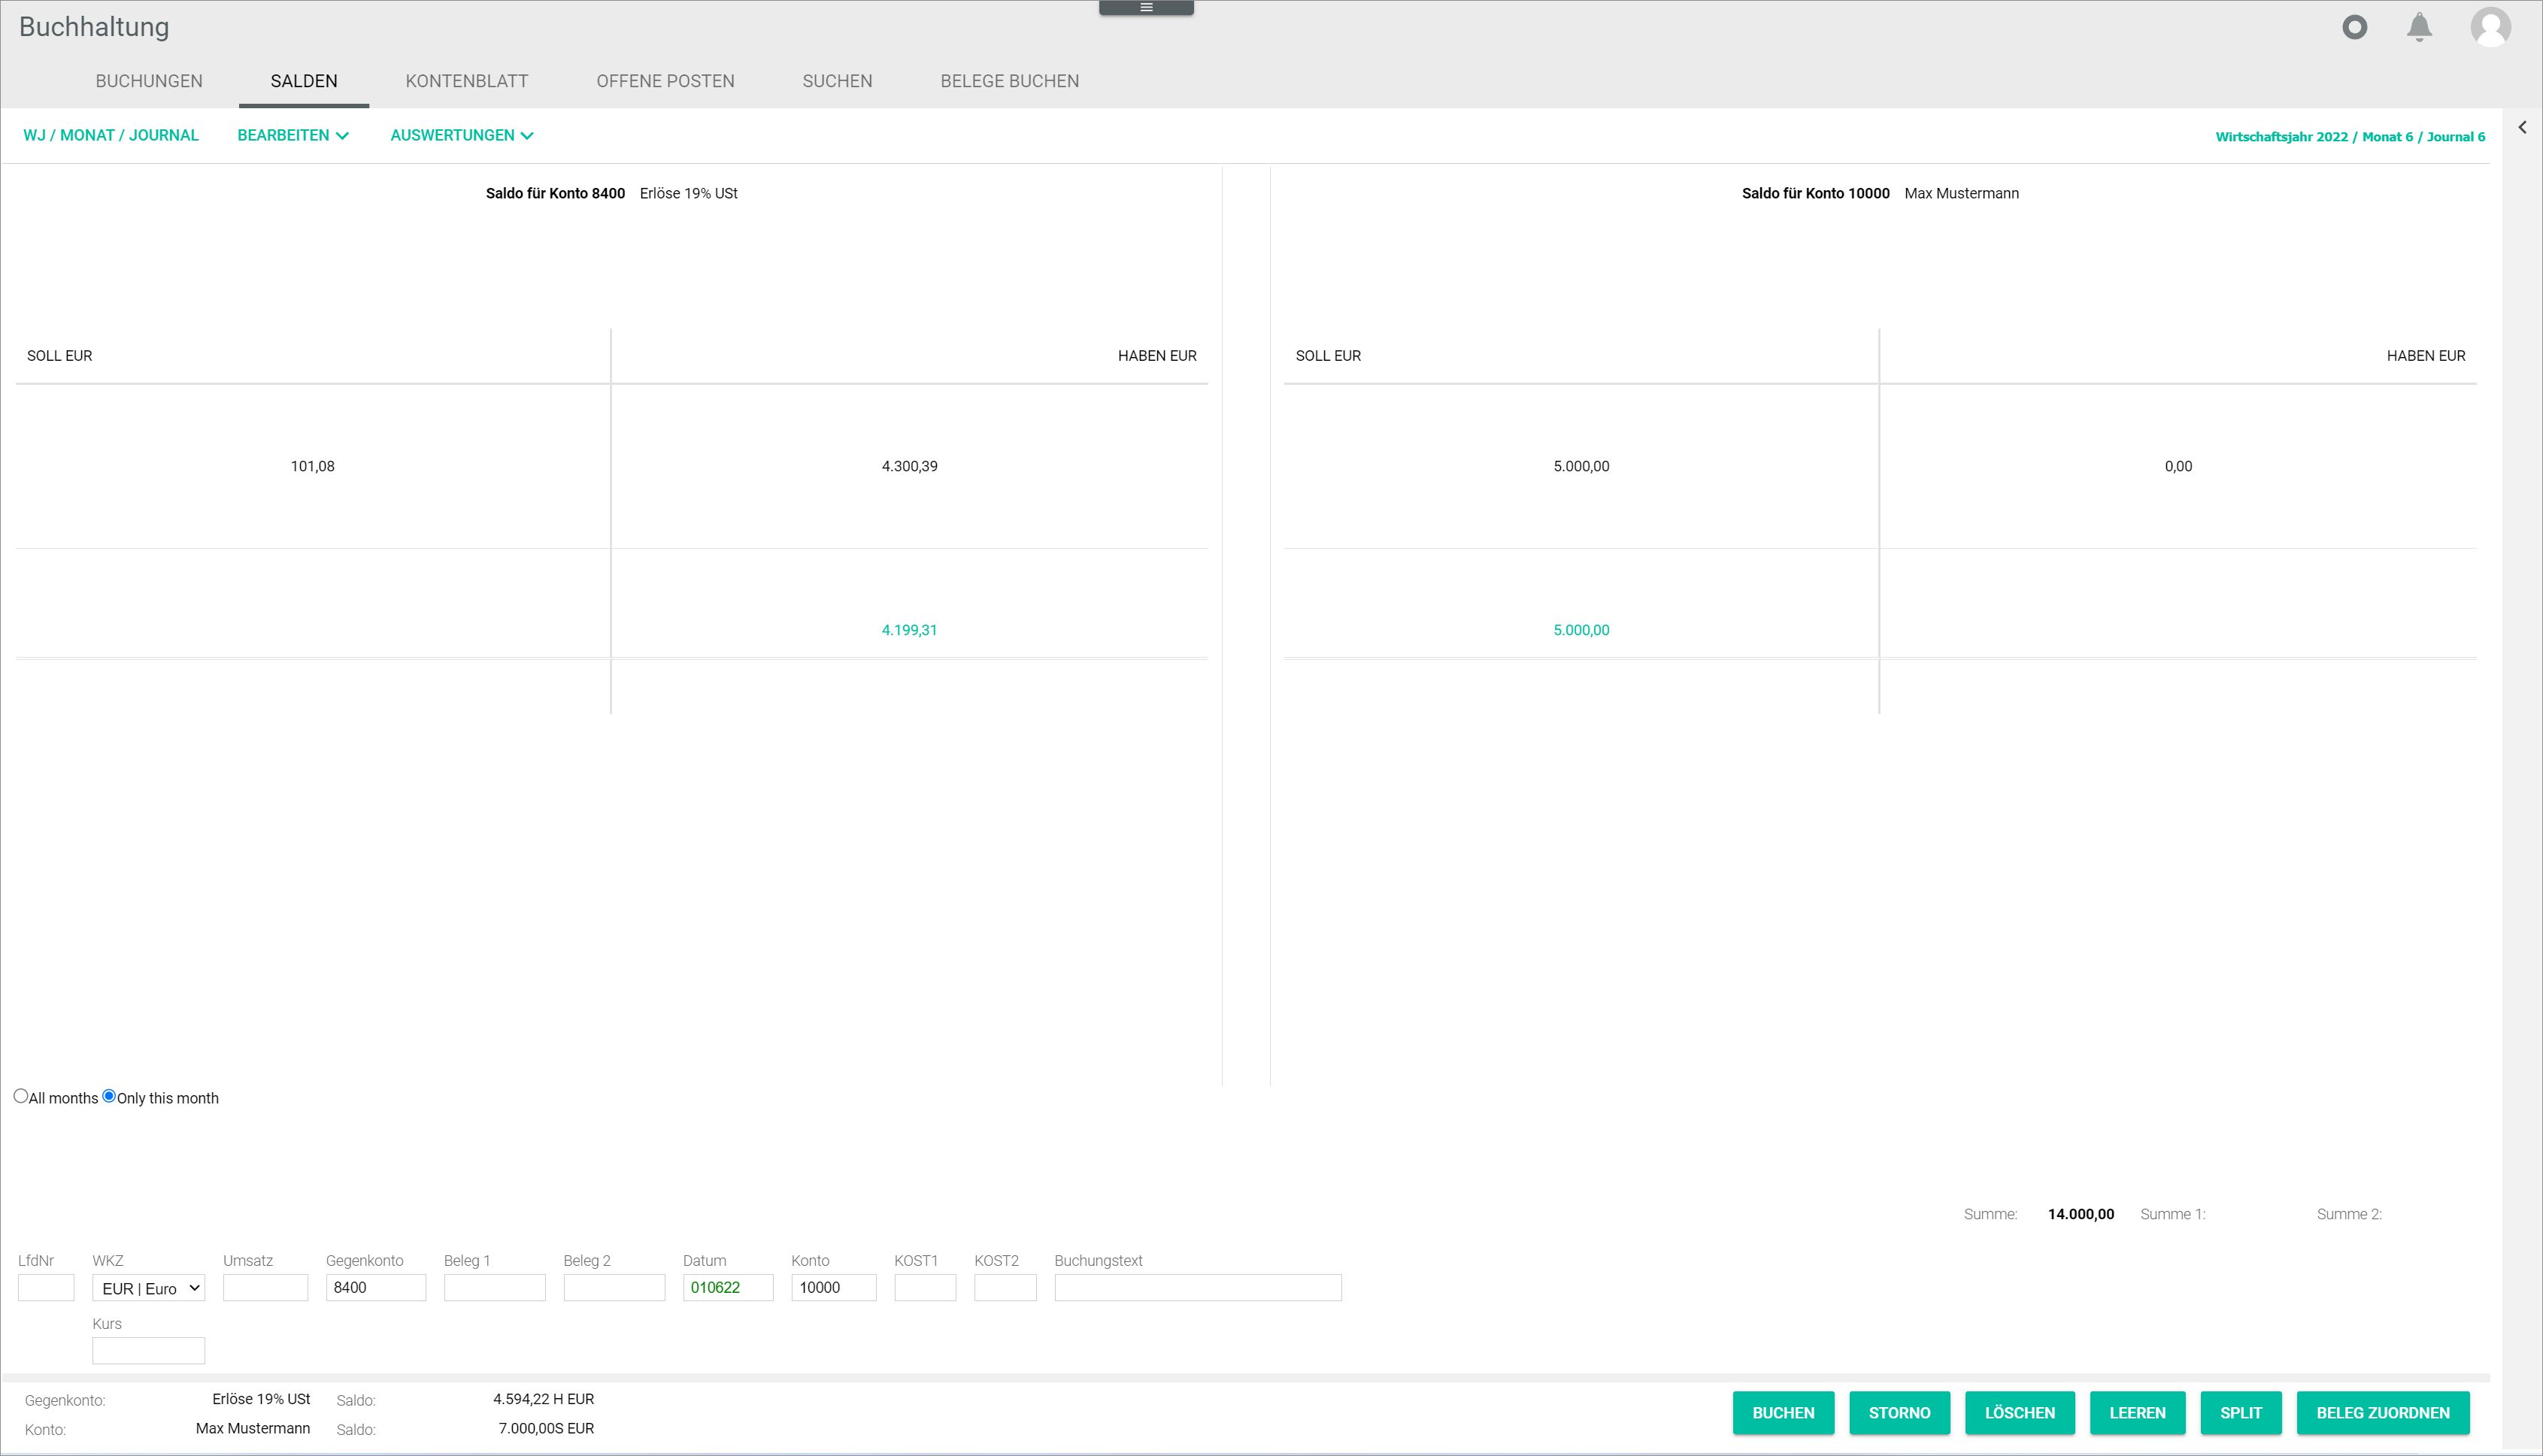 Buchhaltung
BUCHUNGEN SALDEN KONTENBLATT OFFENE POSTEN SUCHEN BELEGE BUCHEN
WJ / MONAT / JOURNAL BEARBEITEN AUSWERTUNGEN Wirtschaftsjahr 2022 / Monat 6 / Journal 6
Saldo für Konto 8400 Erlöse 19% USt Saldo für Konto 10000 Max Mustermann
SOLL EUR HABEN EUR SOLL EUR HABEN EUR
101,08 4.300,39 5.000,00 0,00
4.199,31 5.000,00
All months Only this month
Summe: 14.000,00 Summe 1: Summe 2:
LfdNr WKZ Umsatz Gegenkonto Beleg 1 Beleg 2 Datum Konto KOST1 KOST2 Buchungstext
EUR | Euro 8400 010622 10000
Kurs
Gegenkonto: Erlöse 19% USt Saldo: 4.594,22 H EUR
Konto: Max Mustermann Saldo: 7.000,00S EUR
BUCHEN STORNO LÖSCHEN LEEREN SPLIT BELEG ZUORDNEN